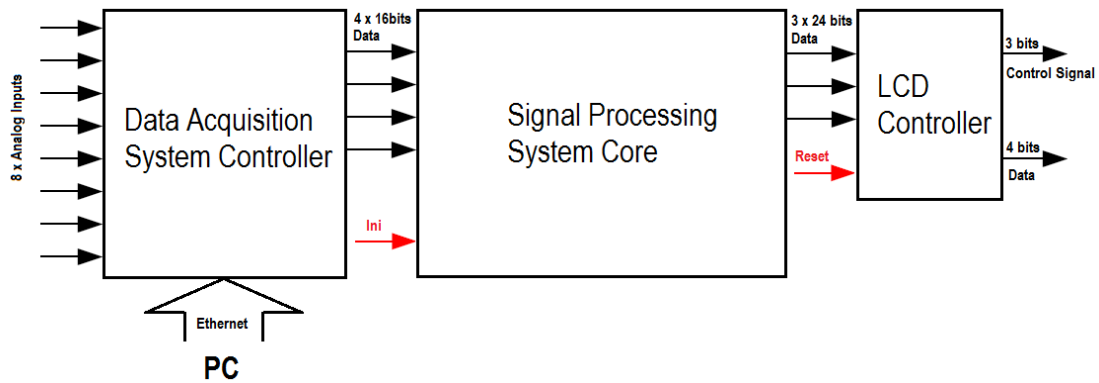 8 x Analog Inputs
Data Acquisition
System Controller
Ethernet
PC
4 x 16bits
Data
Ini
Signal Processing
System Core
3 x 24 bits
Data
Reset
LCD
Controller
3 bits
Control Signal
4 bits
Data